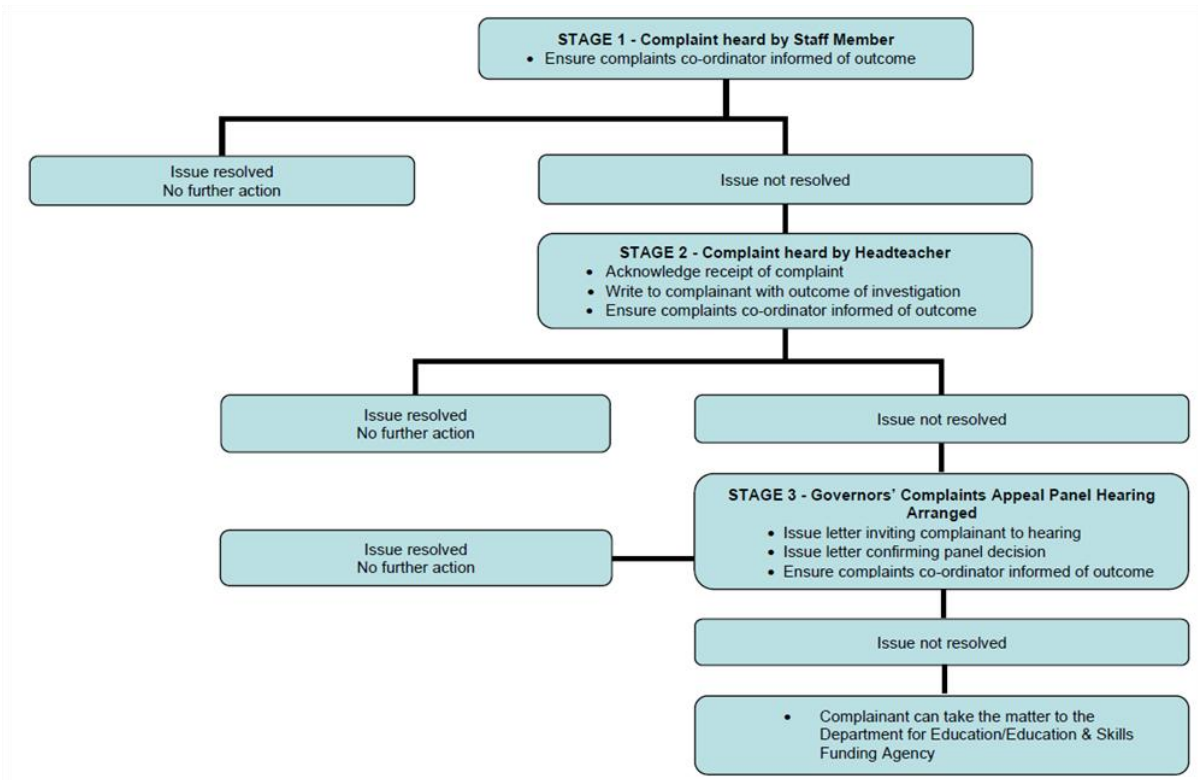 STAGE 1 - Complaint heard by Staff Member
• Ensure complaints co-ordinator informed of outcome
Issue resolved
No further action
Issue not resolved
STAGE 2 - Complaint heard by Headteacher
• Acknowledge receipt of complaint
• Write to complainant with outcome of investigation
• Ensure complaints co-ordinator informed of outcome
Issue resolved
No further action
Issue not resolved
STAGE 3 - Governors' Complaints Appeal Panel Hearing
Arranged
• Issue letter inviting complainant to hearing
• Issue letter confirming panel decision
• Ensure complaints co-ordinator informed of outcome
Issue resolved
No further action
Issue not resolved
• Complainant can take the matter to the
Department for Education/Education & Skills
Funding Agency